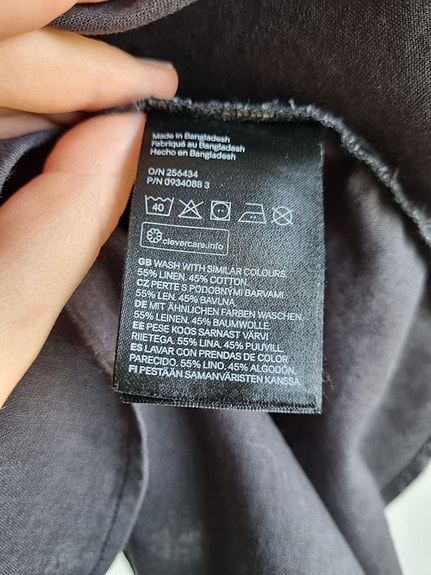 Made in Bangladesh
Fabriqué au Bangladesh
Hecho en Bangladesh
O/N 256434
P/N 0934088 3
40
clevercare.info
GB WASH WITH SIMILAR COLOURS.
55% LINEN. 45% COTTON.
CZ PERTE S PODOBNÝMI BARVAMI.
55% LEN. 45% BAVLNA.
DE MIT ÄHNLICHEN FARBEN WASCHEN.
55% LEINEN. 45% BAUMWOLLE.
EE PESE KOOS SARNAST VÄRVI
RIIETEGA. 55% LINA. 45% PUUVILL.
ES LAVAR CON PRENDAS DE COLOR
PARECIDO. 55% LINO. 45% ALGODÓN.
FI PESTÄÄN SAMANVÄRISTEN KANSSA.